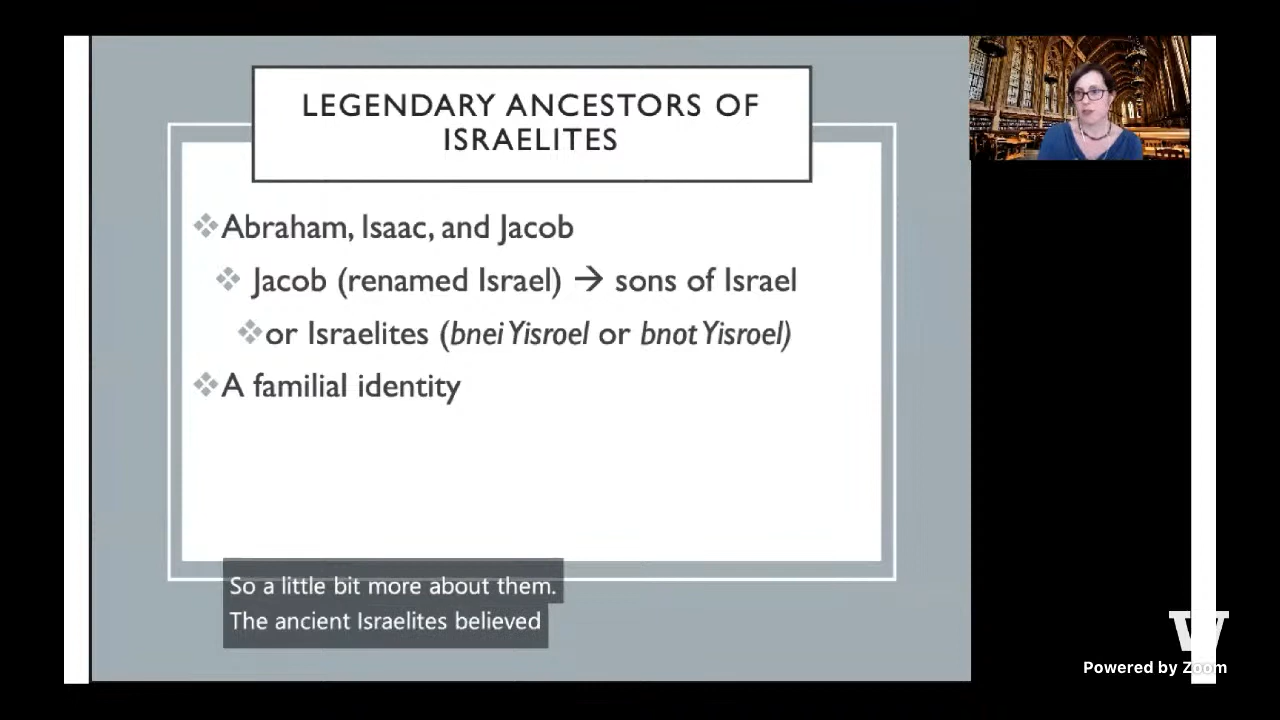 LEGENDARY ANCESTORS OF
ISRAELITES
Abraham, Isaac, and Jacob
Jacob (renamed Israel) → sons of Israel
or Israelites (bnei Yisroel or bnot Yisroel)
A familial identity
So a little bit more about them.
The ancient Israelites believed
W
Powered by Zoom